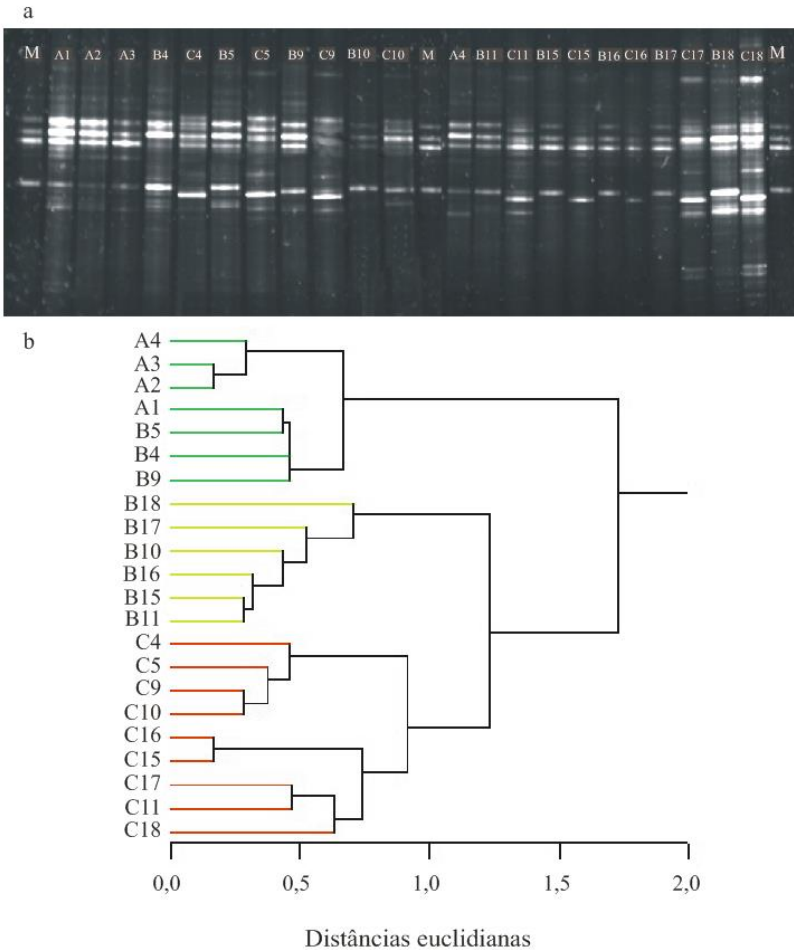 a
M A1 A2 A3 B4 C4 B5 C5 B9 C9 B10 C10 M A4 B11 C11 B15 C15 B16 C16 B17 C17 B18 C18 M
b
A4
A3
A2
A1
B5
B4
B9
B18
B17
B10
B16
B15
B11
C4
C5
C9
C10
C16
C15
C17
C11
C18
0,0 0,5 1,0 1,5 2,0
Distâncias euclidianas